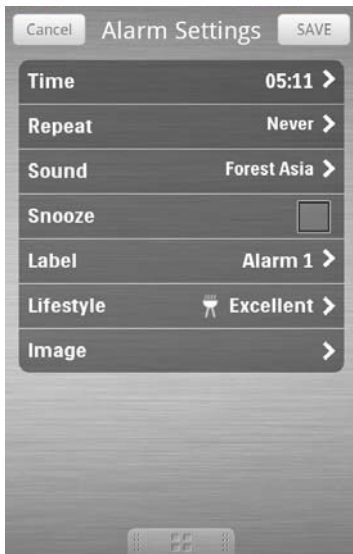 Cancel Alarm Settings SAVE
Time 05:11
Repeat Never
Sound Forest Asia
Snooze
Label Alarm 1
Lifestyle Excellent
Image